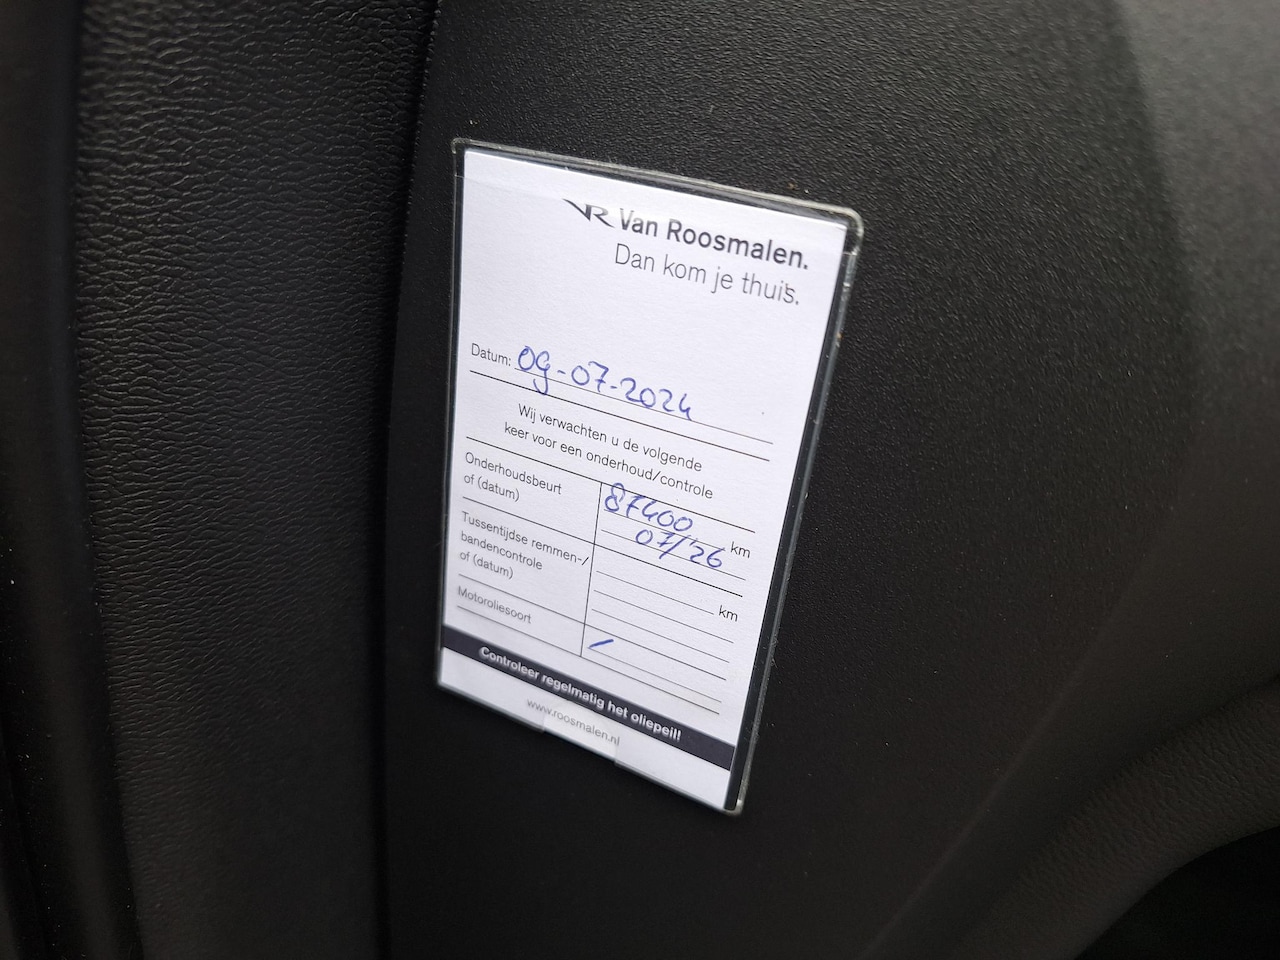 VR Van Roosmalen.
Dan kom je thuis.
Datum: 09-07-2024
Wij verwachten u de volgende
keer voor een onderhoud/controle
Onderhoudsbeurt
of (datum)
87400 km
07/'26
Tussentijdse remmen-/
bandencontrole
of (datum)
km
Motoroliesoort
Controleer regelmatig het oliepeil!
www.roosmalen.nl